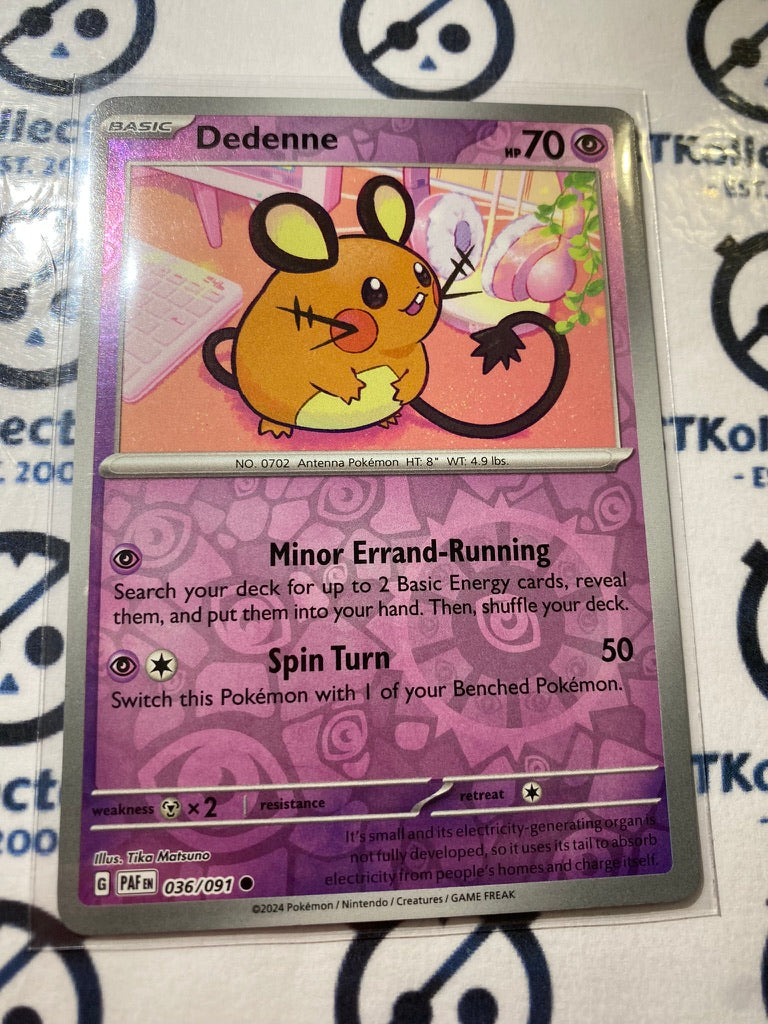 BASIC
Dedenne
HP 70
NO. 0702 Antenna Pokémon HT: 8" WT: 4.9 lbs.
Minor Errand-Running
Search your deck for up to 2 Basic Energy cards, reveal
them, and put them into your hand. Then, shuffle your deck.
Spin Turn 50
Switch this Pokémon with 1 of your Benched Pokémon.
weakness ×2 resistance retreat
It's small and its electricity-generating organ is
not fully developed, so it uses its tail to absorb
electricity from people's homes and charge itself.
Illus. Tika Matsuno
G PAF EN 036/091
©2024 Pokémon / Nintendo / Creatures / GAME FREAK